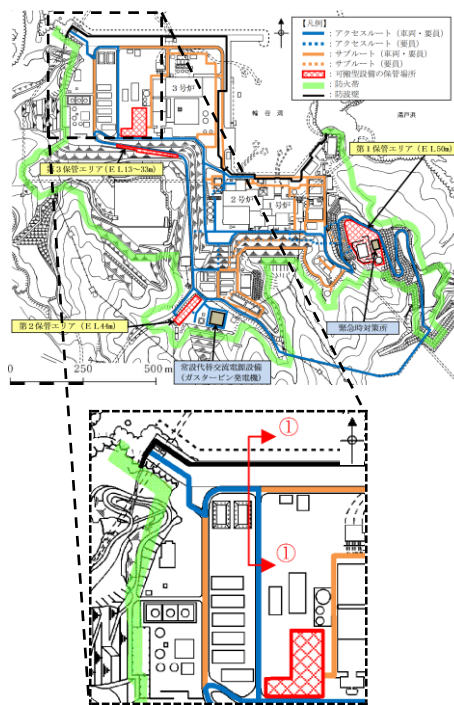 【凡例】
：アクセスルート（車両・要員）
：アクセスルート（要員）
：サブルート（車両・要員）
：サブルート（要員）
：可搬型設備の保管場所
：防火帯
：防波壁
3号炉
輪谷湾
第1保管エリア（EL50m）
第3保管エリア（EL13～33m）
2号炉
1号炉
第2保管エリア（EL44m）
緊急時対策所
常設代替交流電源設備
（ガスタービン発電機）
0
250
500 m
①
①